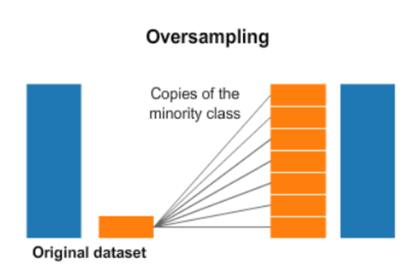 Oversampling
Copies of the
minority class
Original dataset